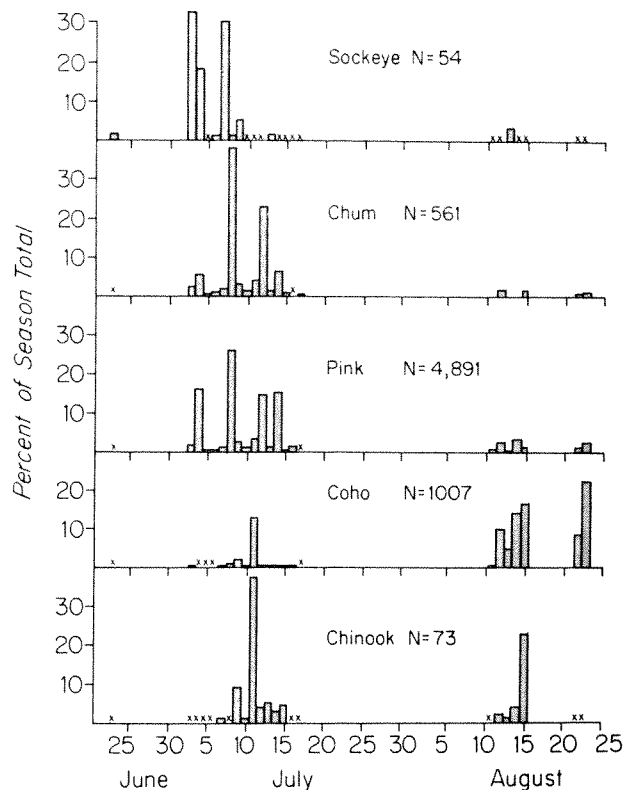 30
20
10
Sockeye N=54
30
20
10
Chum N=561
30
20
10
Pink N=4,891
20
10
Coho N=1007
30
20
10
Chinook N=73
Percent of Season Total
25 30 5 10 15 20 25 30 5 10 15 20 25
June July August